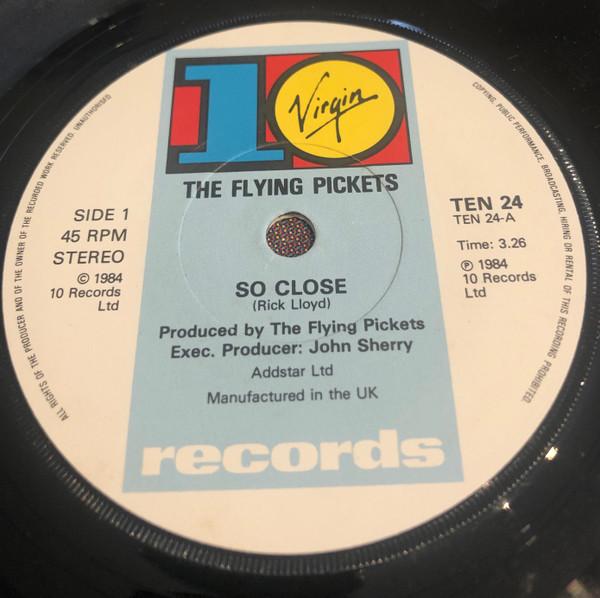 10
Virgin
THE FLYING PICKETS
SIDE 1
45 RPM
STEREO
© 1984
10 Records
Ltd
TEN 24
TEN 24-A
Time: 3.26
℗ 1984
10 Records
Ltd
SO CLOSE
(Rick Lloyd)
Produced by The Flying Pickets
Exec. Producer: John Sherry
Addstar Ltd
Manufactured in the UK
records
ALL RIGHTS OF THE PRODUCER AND OF THE OWNER OF THE RECORDED WORK RESERVED. UNAUTHORISED
COPYING, PUBLIC PERFORMANCE, BROADCASTING, HIRING OR RENTAL OF THIS RECORDING PROHIBITED.